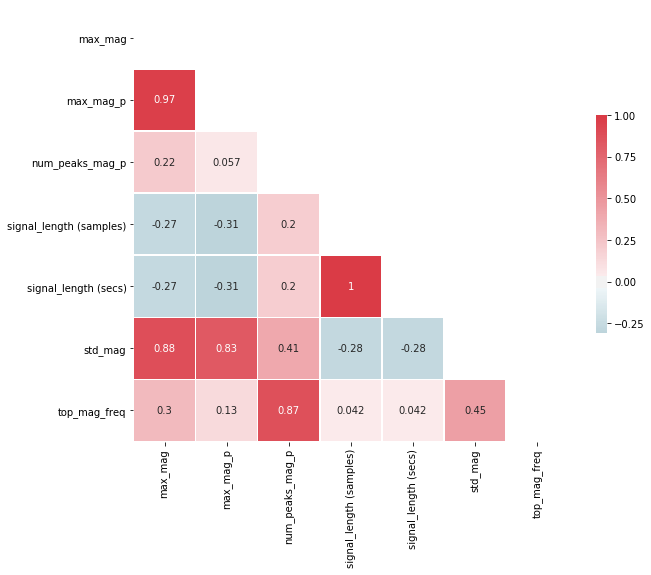 max_mag
max_mag_p 0.97
num_peaks_mag_p 0.22 0.057
signal_length (samples) -0.27 -0.31 0.2
signal_length (secs) -0.27 -0.31 0.2 1
std_mag 0.88 0.83 0.41 -0.28 -0.28
top_mag_freq 0.3 0.13 0.87 0.042 0.042 0.45
max_mag
max_mag_p
num_peaks_mag_p
signal_length (samples)
signal_length (secs)
std_mag
top_mag_freq
1.00
0.75
0.50
0.25
0.00
−0.25